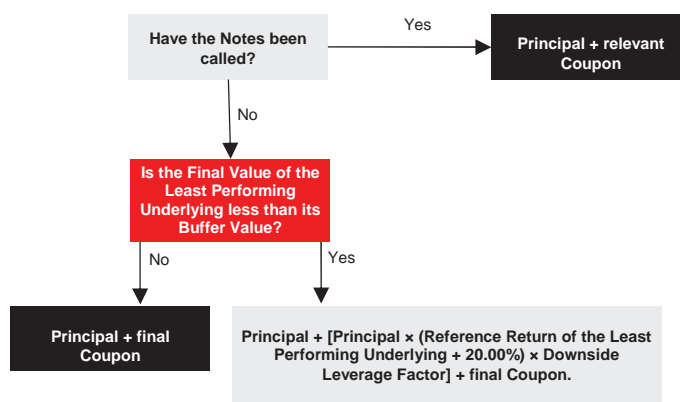 Have the Notes been
called?
Yes
Principal + relevant
Coupon
No
Is the Final Value of the
Least Performing
Underlying less than its
Buffer Value?
No
Yes
Principal + final
Coupon
Principal + [Principal × (Reference Return of the Least
Performing Underlying + 20.00%) × Downside
Leverage Factor] + final Coupon.